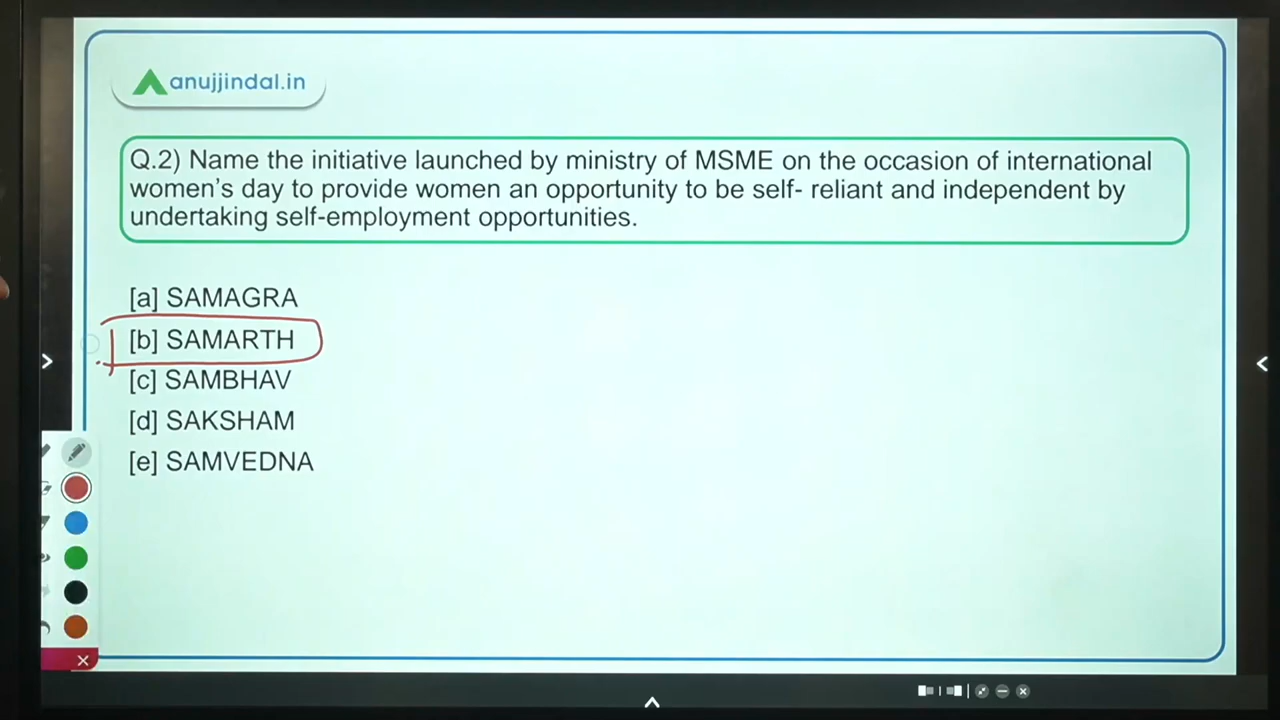 anujjindal.in
Q.2) Name the initiative launched by ministry of MSME on the occasion of international
women's day to provide women an opportunity to be self- reliant and independent by
undertaking self-employment opportunities.
[a] SAMAGRA
[b] SAMARTH
[c] SAMBHAV
[d] SAKSHAM
[e] SAMVEDNA